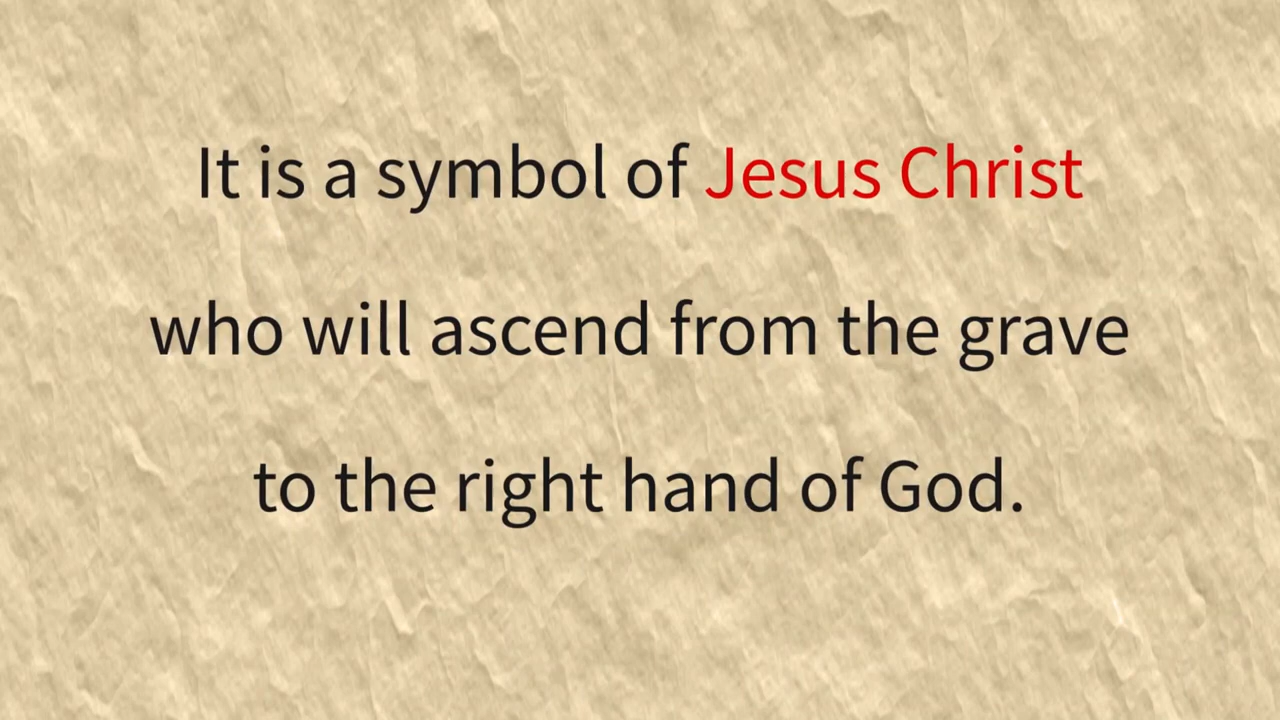 It is a symbol of Jesus Christ
who will ascend from the grave
to the right hand of God.